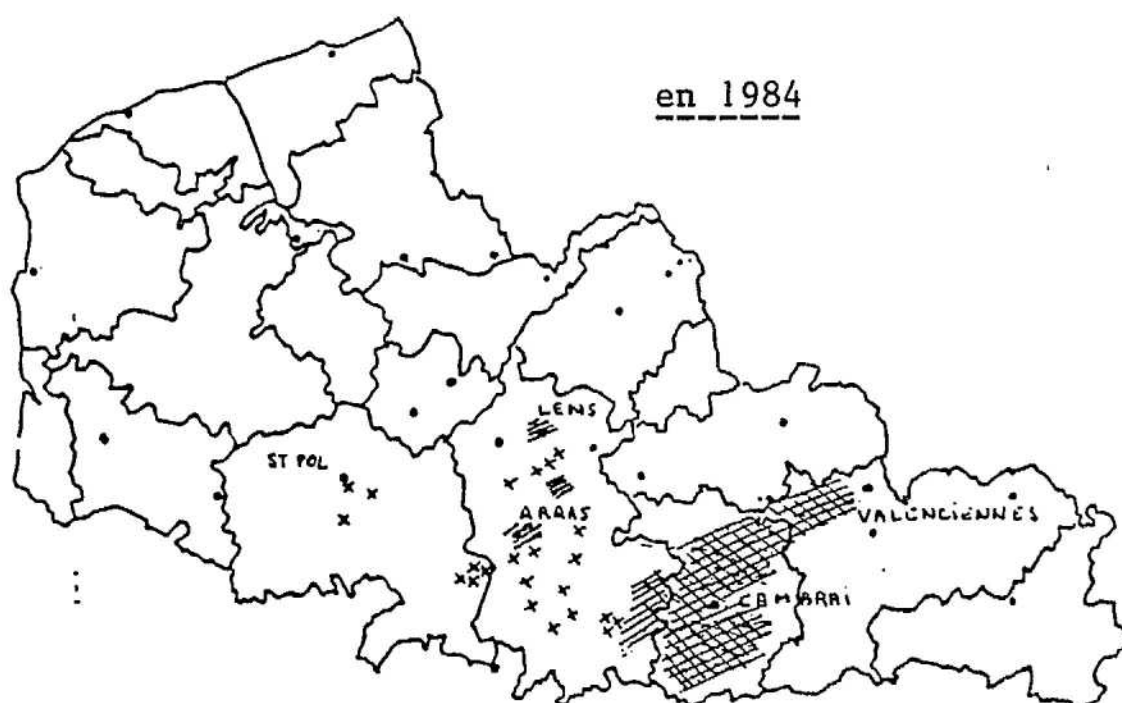 en 1984
LENS
ST POL
ARRAS
VALENCIENNES
CAMBRAI